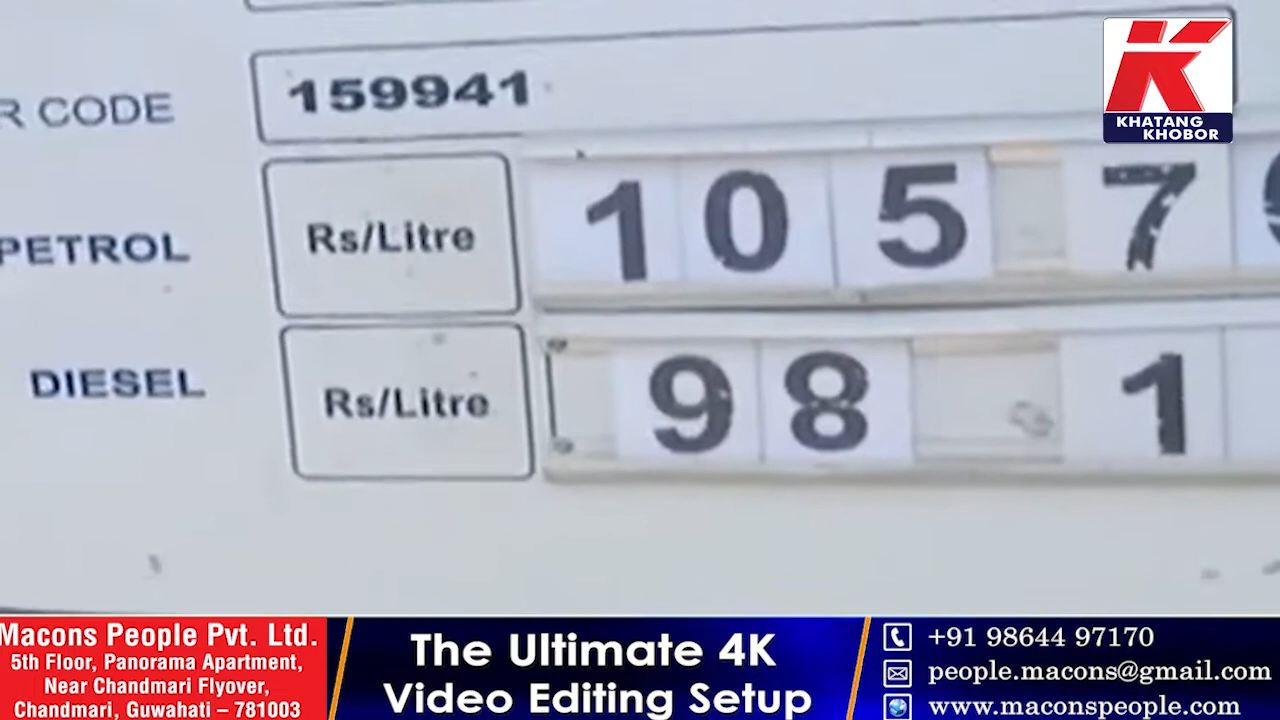 KHATANG
KHOBOR
R CODE 159941
PETROL Rs/Litre 105 7
DIESEL Rs/Litre 98 1
Macons People Pvt. Ltd.
5th Floor, Panorama Apartment,
Near Chandmari Flyover,
Chandmari, Guwahati – 781003
The Ultimate 4K
Video Editing Setup
+91 98644 97170
people.macons@gmail.com
www.maconspeople.com